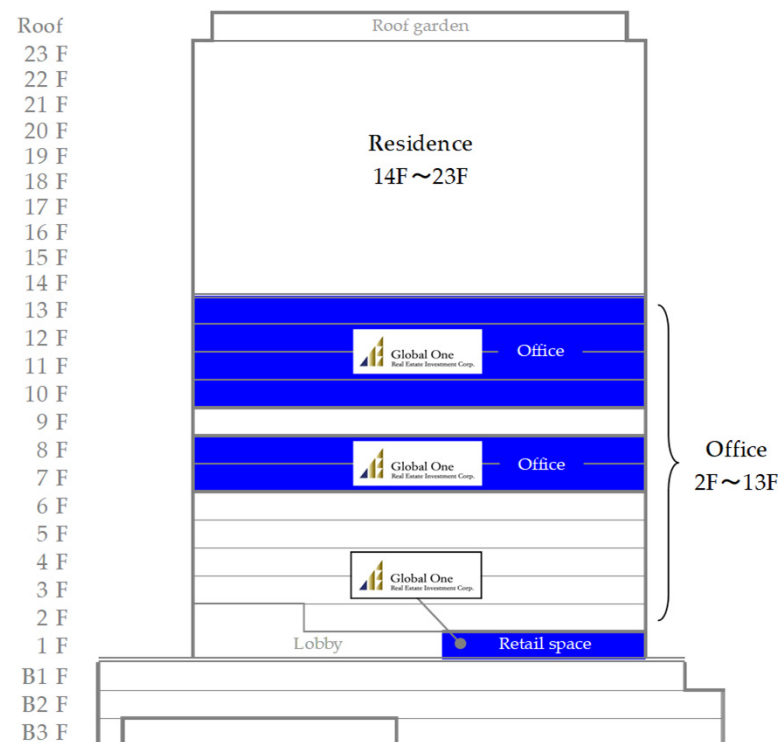 Roof
Roof garden
23 F
22 F
21 F
20 F
19 F
18 F
17 F
16 F
15 F
14 F
Residence
14F～23F
13 F
12 F
11 F
10 F
9 F
8 F
7 F
6 F
5 F
4 F
3 F
2 F
1 F
B1 F
B2 F
B3 F
Global One
Real Estate Investment Corp.
Office
Global One
Real Estate Investment Corp.
Office
Office
2F～13F
Global One
Real Estate Investment Corp.
Lobby
Retail space